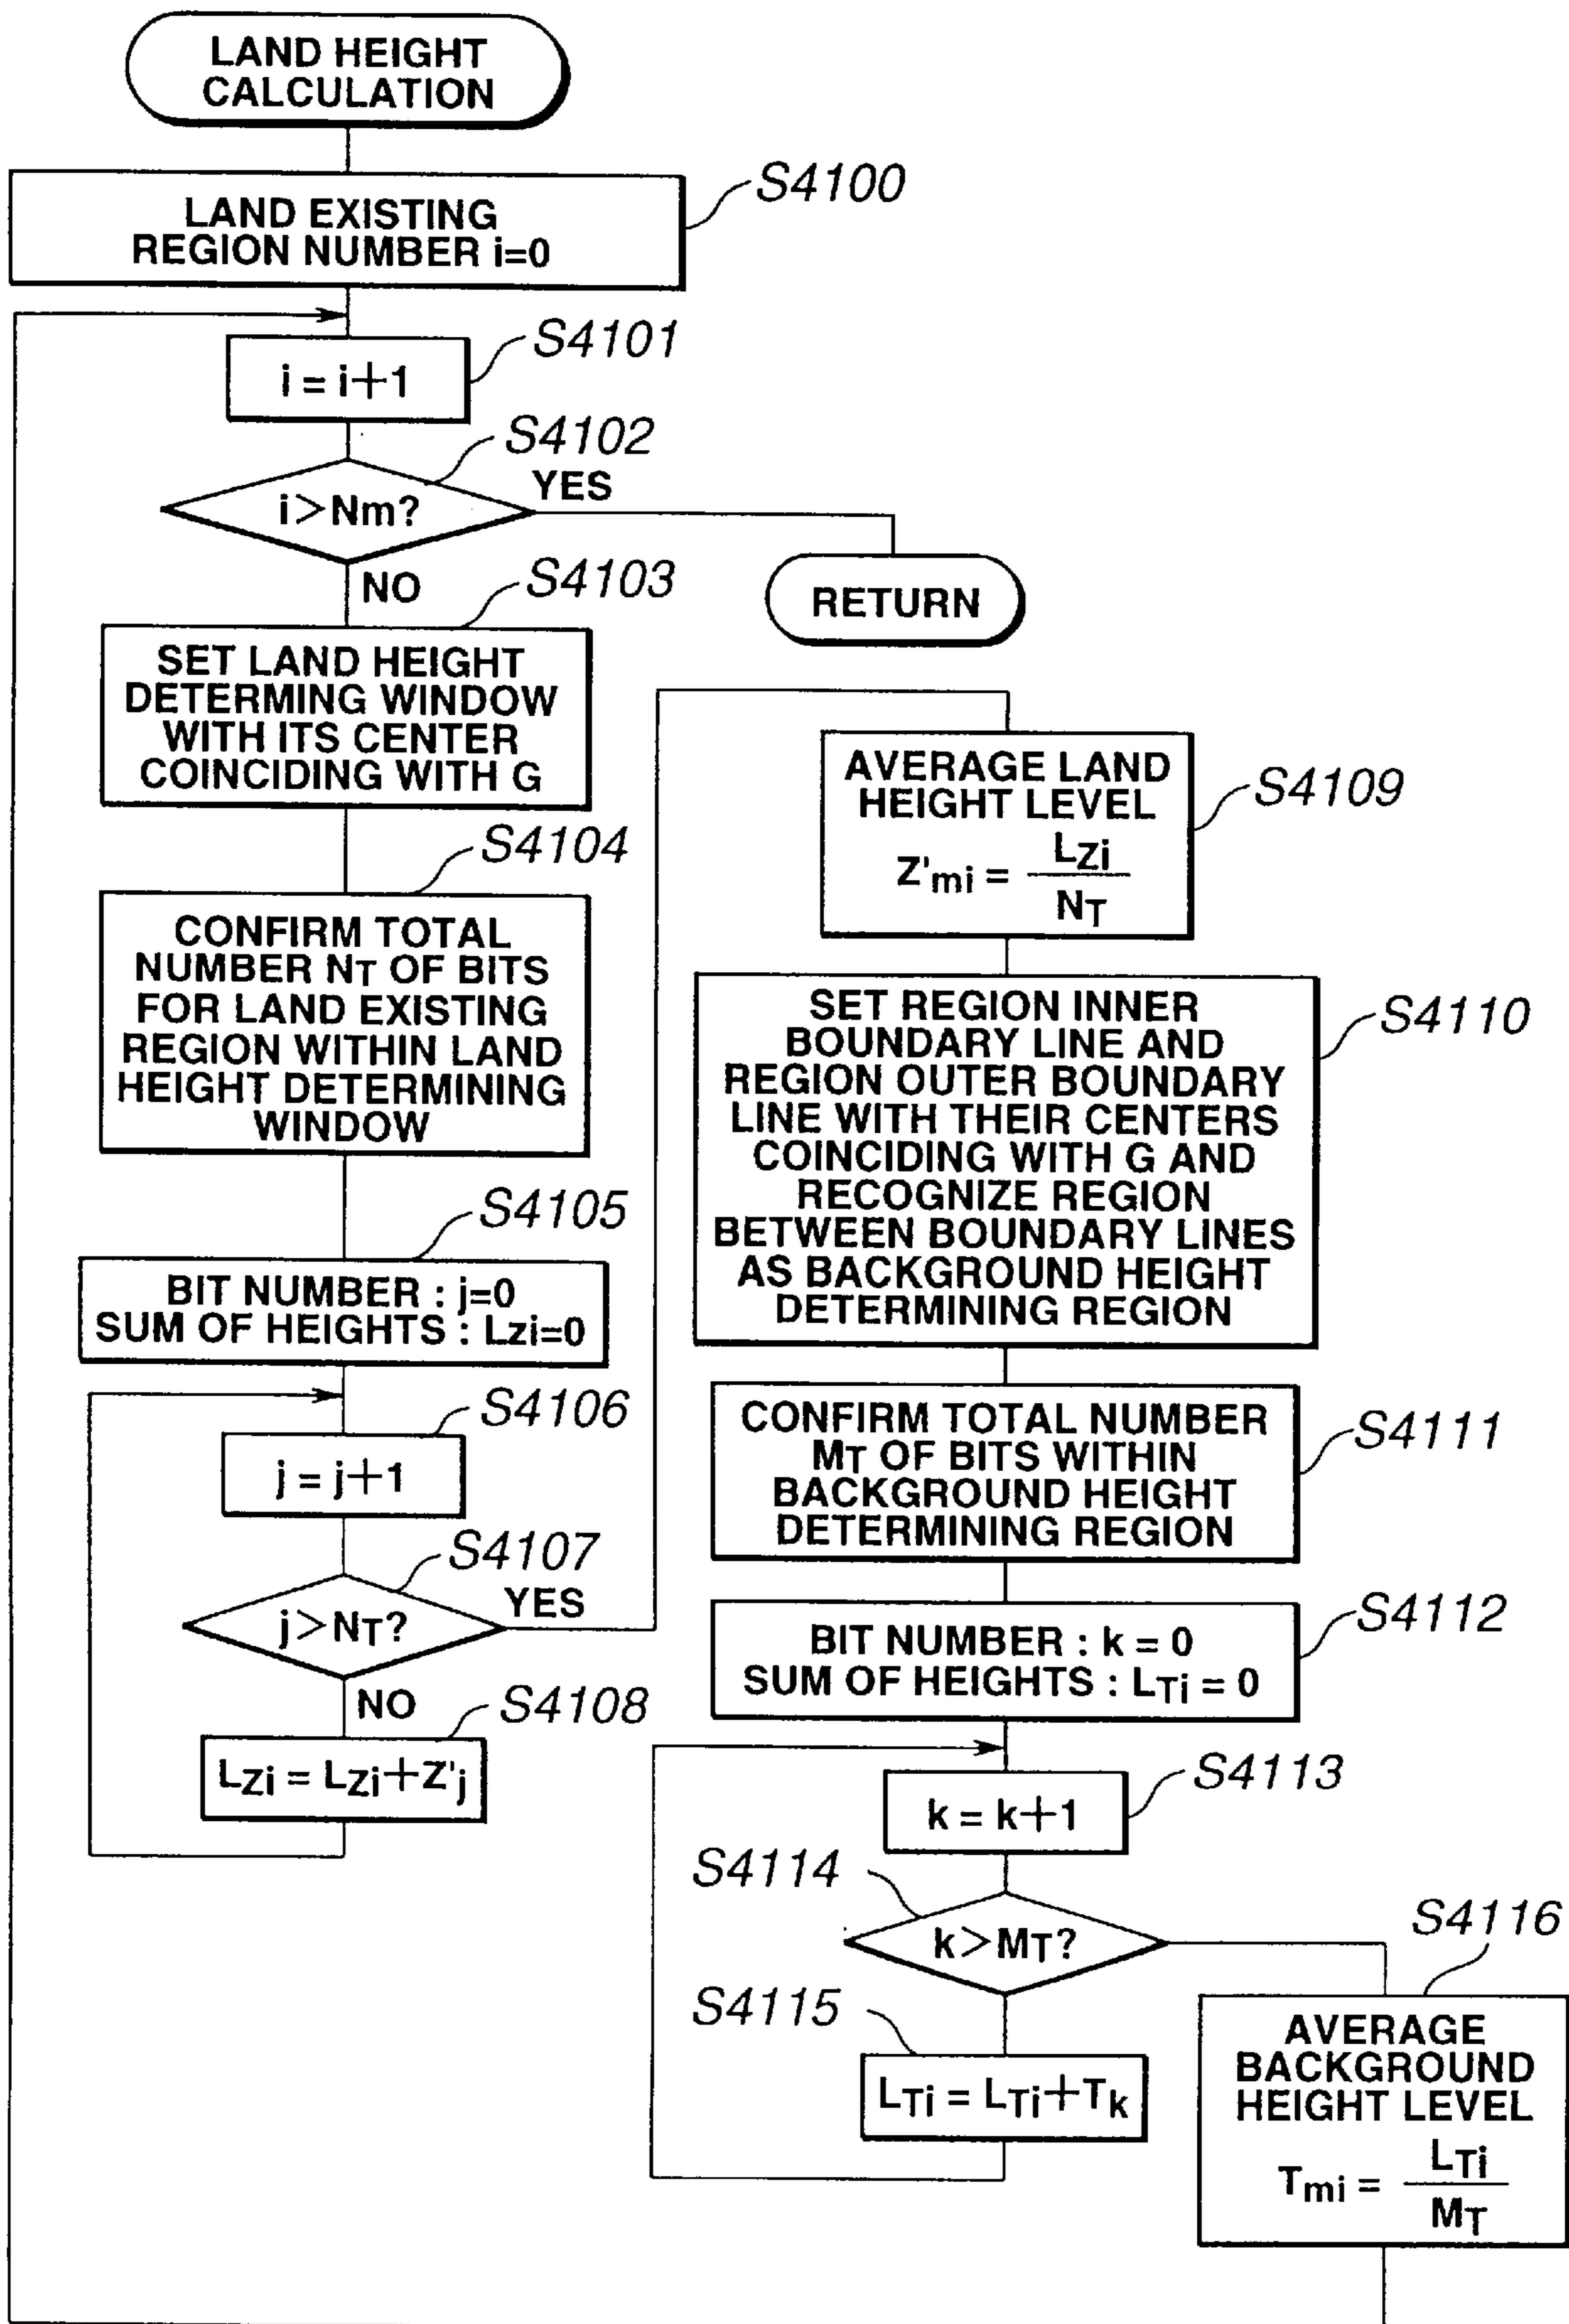 LAND HEIGHT
CALCULATION
S4100
LAND EXISTING
REGION NUMBER i=0
S4101
i = i+1
S4102
i>Nm?
YES
NO
RETURN
S4103
SET LAND HEIGHT
DETERMING WINDOW
WITH ITS CENTER
COINCIDING WITH G
S4104
CONFIRM TOTAL
NUMBER NT OF BITS
FOR LAND EXISTING
REGION WITHIN LAND
HEIGHT DETERMINING
WINDOW
S4105
BIT NUMBER : j=0
SUM OF HEIGHTS : Lzi=0
S4106
j = j+1
S4107
j>NT?
YES
NO
S4108
LZi = LZi+Z'j
S4109
AVERAGE LAND
HEIGHT LEVEL
Z'mi = LZi
NT
S4110
SET REGION INNER
BOUNDARY LINE AND
REGION OUTER BOUNDARY
LINE WITH THEIR CENTERS
COINCIDING WITH G AND
RECOGNIZE REGION
BETWEEN BOUNDARY LINES
AS BACKGROUND HEIGHT
DETERMINING REGION
S4111
CONFIRM TOTAL NUMBER
MT OF BITS WITHIN
BACKGROUND HEIGHT
DETERMINING REGION
S4112
BIT NUMBER : k = 0
SUM OF HEIGHTS : LTi = 0
S4113
k = k+1
S4114
k>MT?
S4115
LTi = LTi+Tk
S4116
AVERAGE
BACKGROUND
HEIGHT LEVEL
Tmi = LTi
MT